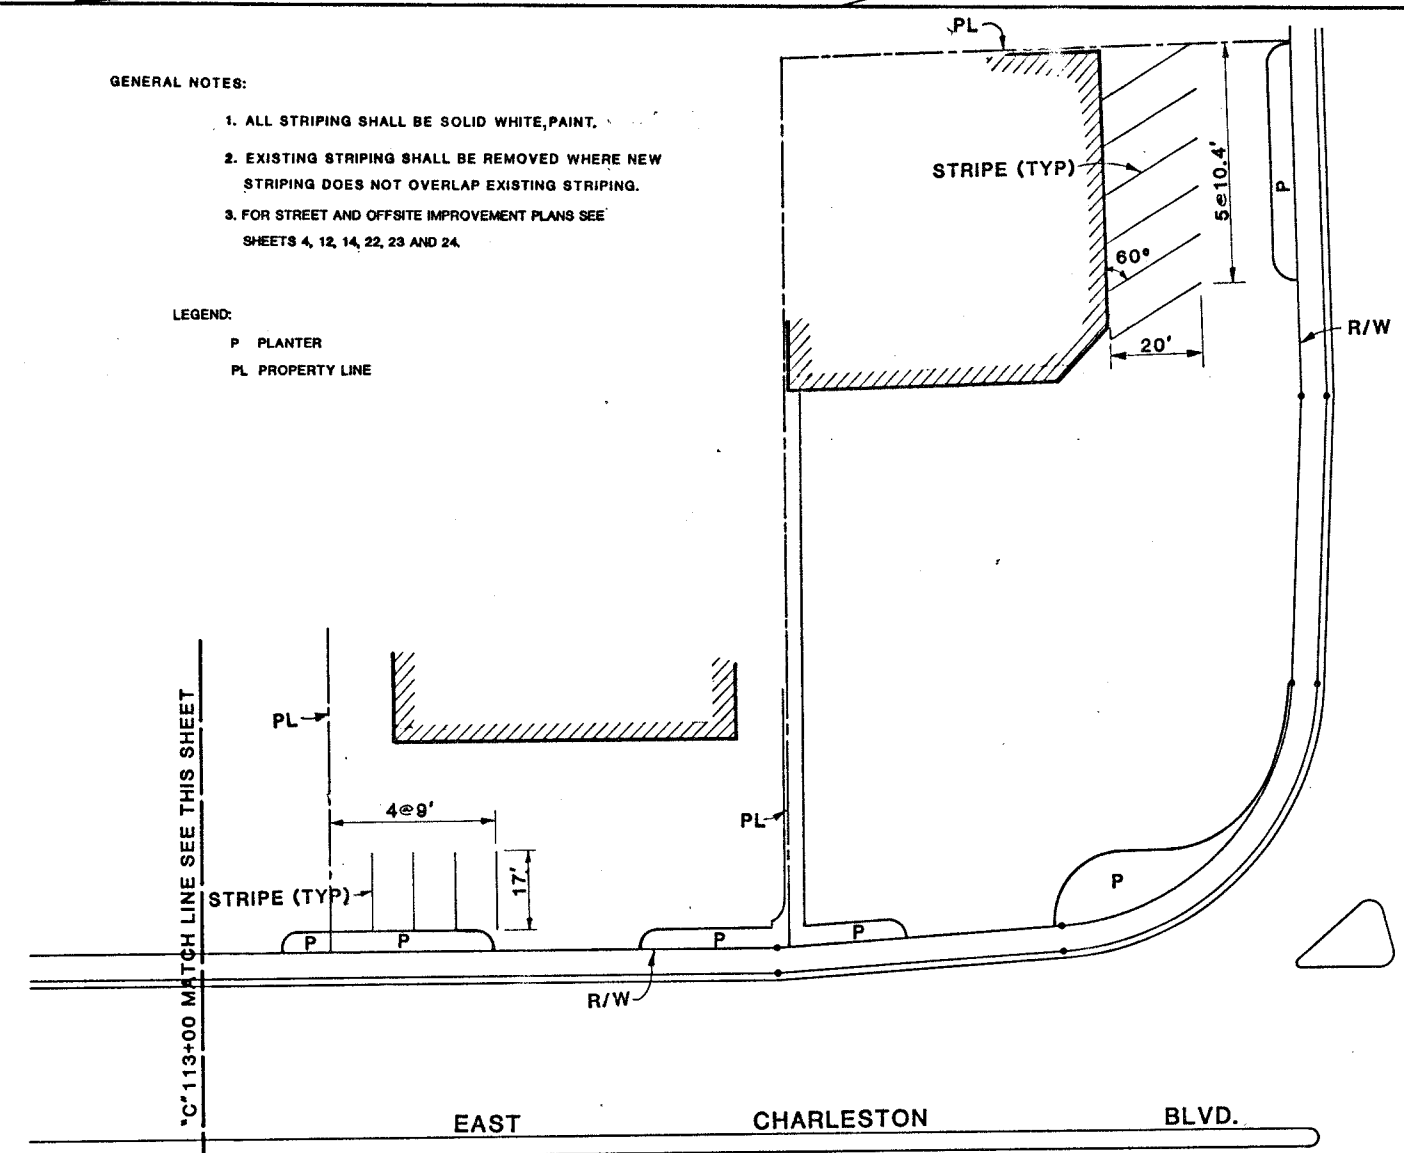 PL
GENERAL NOTES:
1. ALL STRIPING SHALL BE SOLID WHITE, PAINT.
2. EXISTING STRIPING SHALL BE REMOVED WHERE NEW
STRIPING DOES NOT OVERLAP EXISTING STRIPING.
3. FOR STREET AND OFFSITE IMPROVEMENT PLANS SEE
SHEETS 4, 12, 14, 22, 23 AND 24.
LEGEND:
P PLANTER
PL PROPERTY LINE
STRIPE (TYP)
5@10.4'
P
60°
20'
R/W
"C" 113+00 MATCH LINE SEE THIS SHEET
PL
4@9'
STRIPE (TYP)
17'
PL
P
P
P
P
P
R/W
EAST CHARLESTON BLVD.